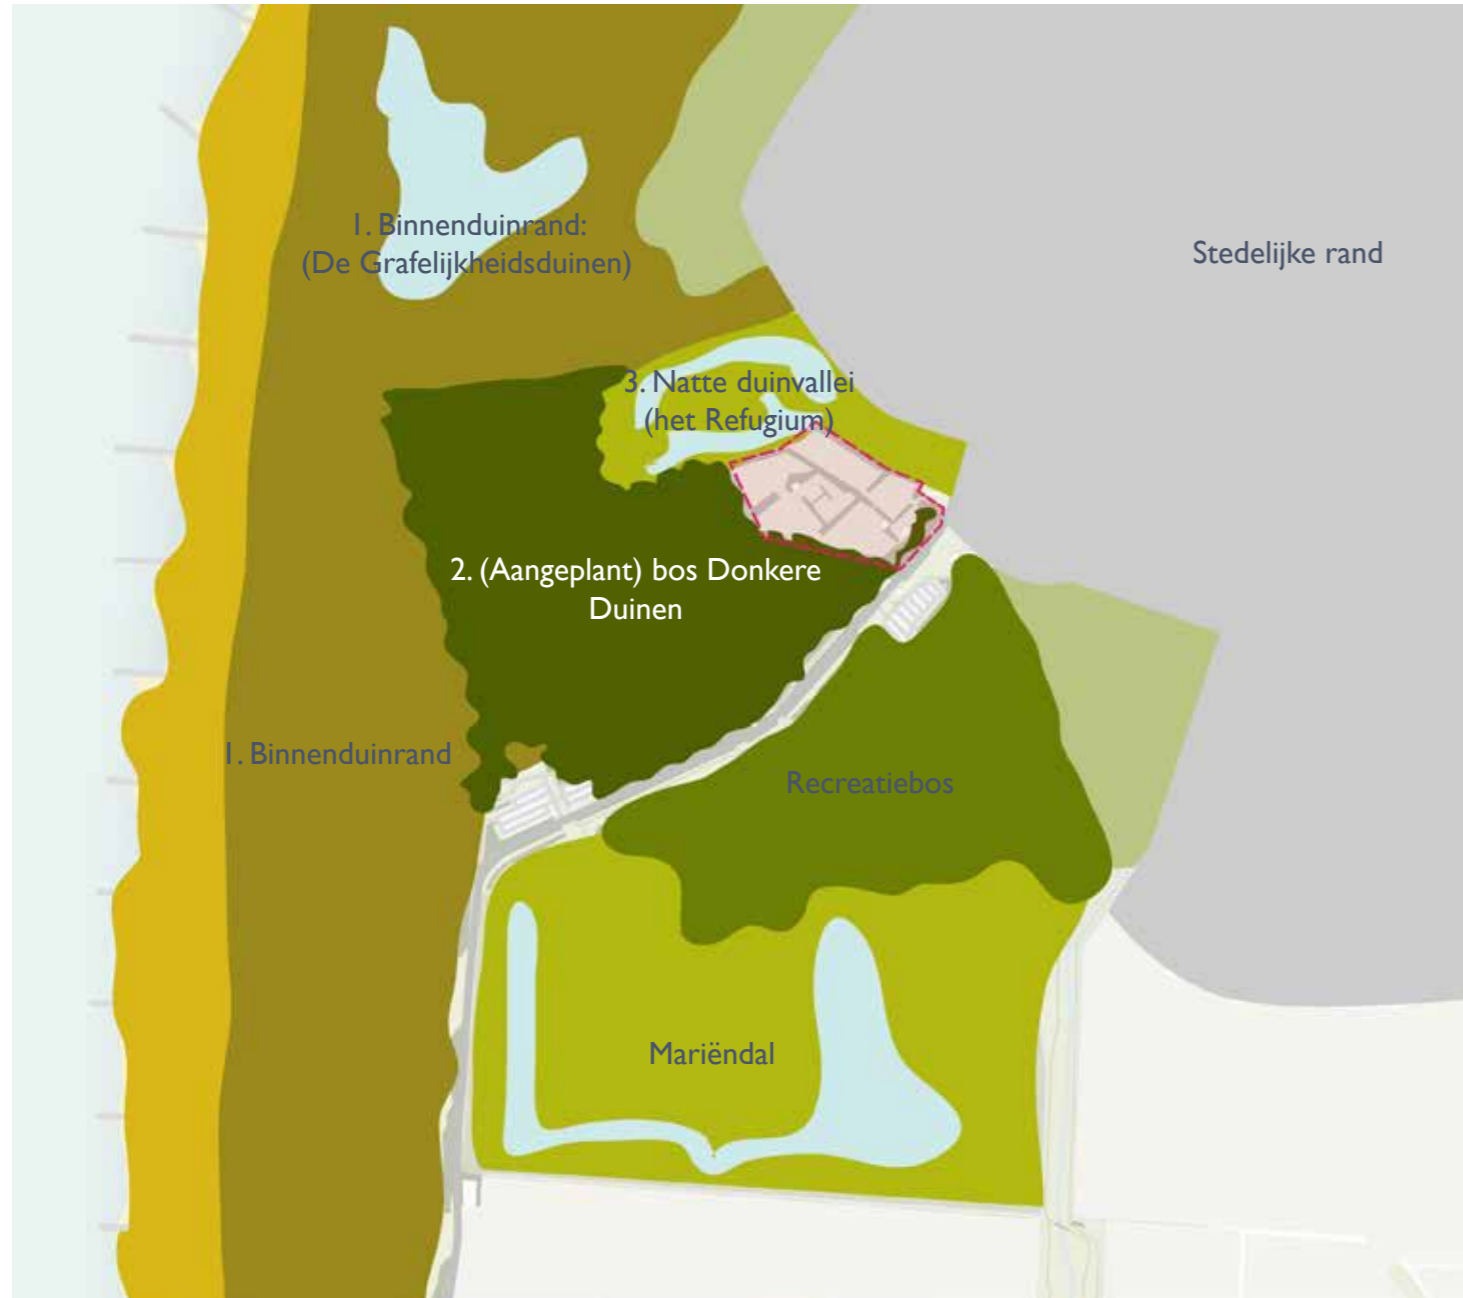 1. Binnenduinrand:
(De Grafelijkheidsduinen)
Stedelijke rand
3. Natte duinvallei
(het Refugium)
2. (Aangeplant) bos Donkere
Duinen
1. Binnenduinrand
Recreatiebos
Mariëndal